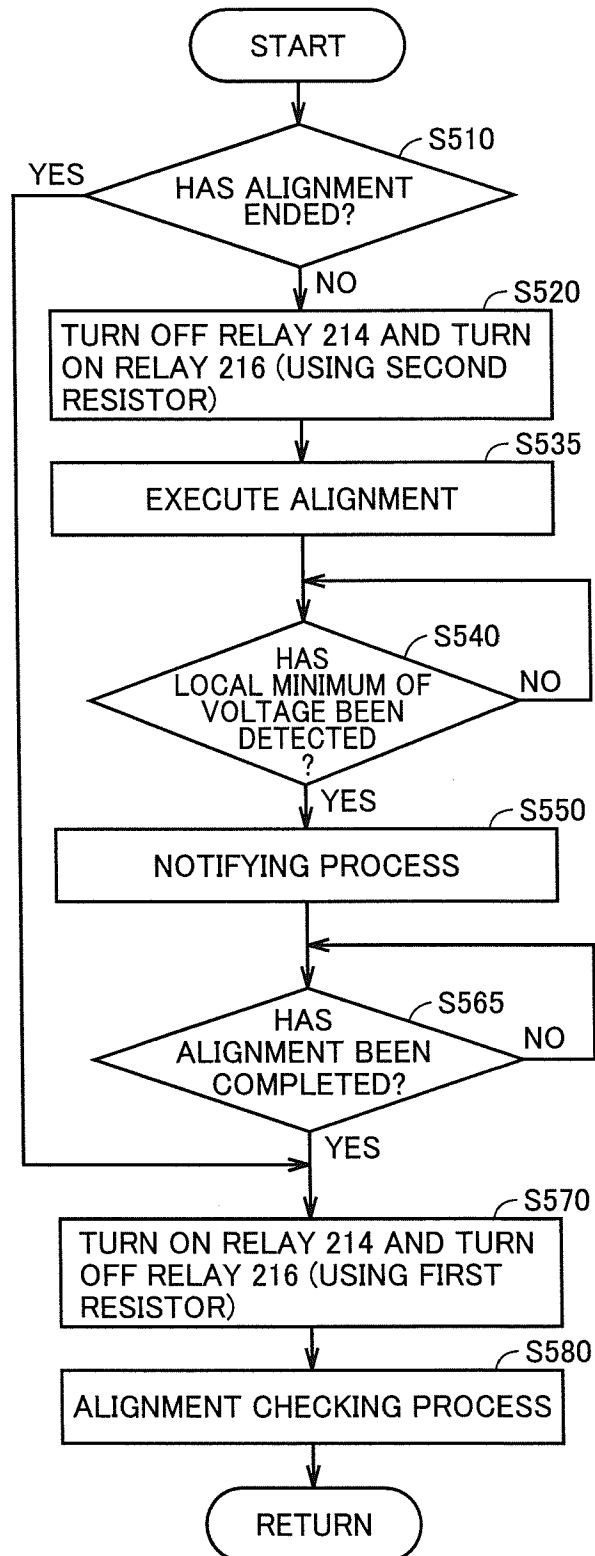 START
S510
YES
HAS ALIGNMENT
ENDED?
NO
S520
TURN OFF RELAY 214 AND TURN
ON RELAY 216 (USING SECOND
RESISTOR)
S535
EXECUTE ALIGNMENT
S540
HAS
LOCAL MINIMUM OF
VOLTAGE BEEN
DETECTED
?
NO
YES
S550
NOTIFYING PROCESS
S565
HAS
ALIGNMENT BEEN
COMPLETED?
NO
YES
S570
TURN ON RELAY 214 AND TURN
OFF RELAY 216 (USING FIRST
RESISTOR)
S580
ALIGNMENT CHECKING PROCESS
RETURN